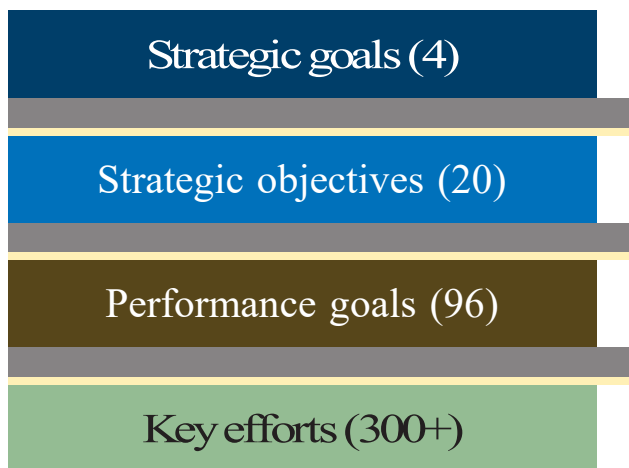 Strategic goals (4)
Strategic objectives (20)
Performance goals (96)
Key efforts (300+)